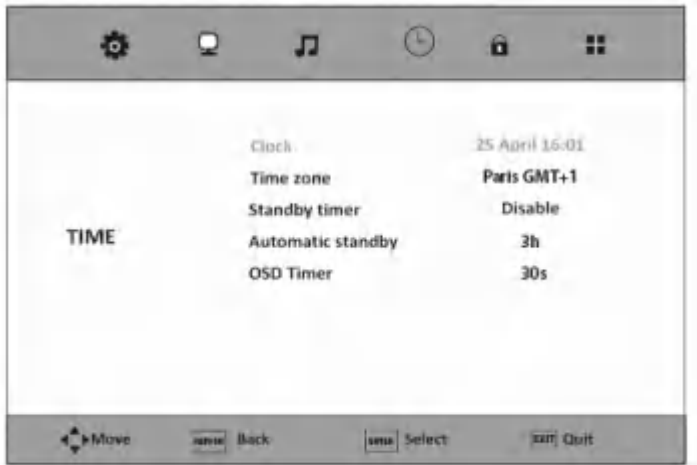 Clock 25 April 16:01
Time zone Paris GMT+1
Standby timer Disable
TIME
Automatic standby 3h
OSD Timer 30s
Move Back Select EXIT Quit